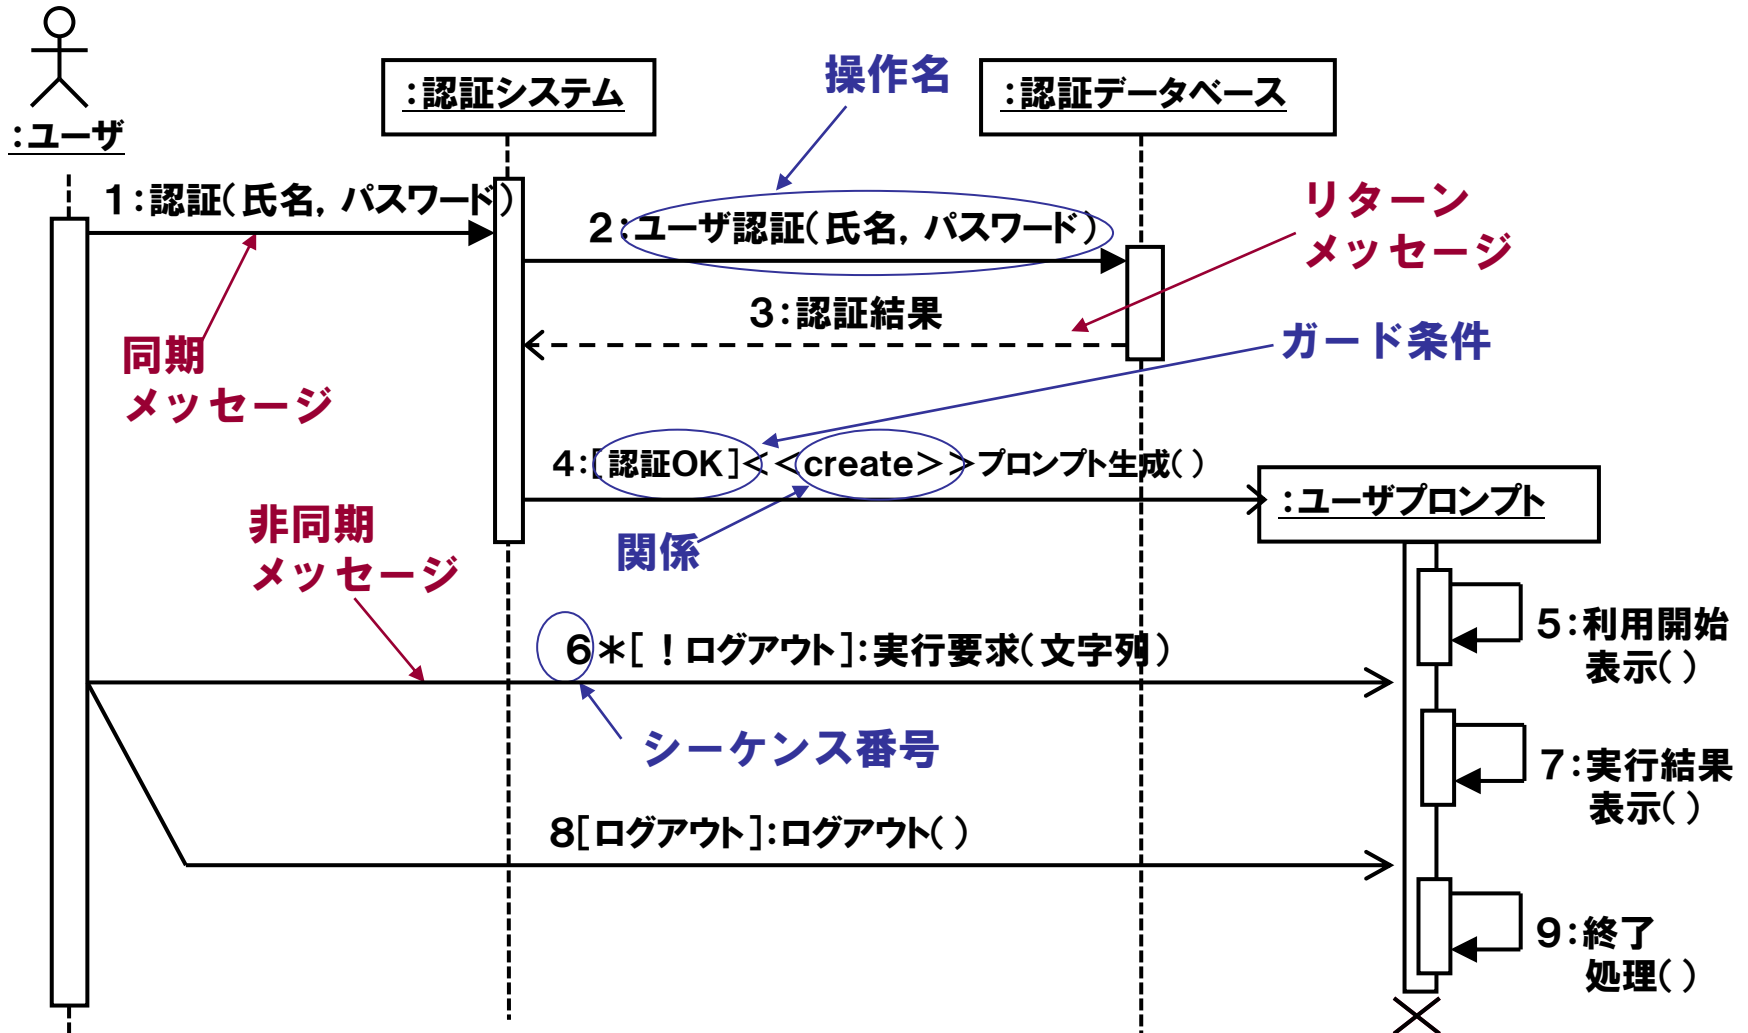 :ユーザ
:認証システム
操作名
:認証データベース
1:認証(氏名, パスワード)
2:ユーザ認証(氏名, パスワード)
リターン
メッセージ
3:認証結果
同期
メッセージ
ガード条件
4:[認証OK]<<create>>プロンプト生成()
:ユーザプロンプト
関係
非同期
メッセージ
5:利用開始
表示()
6*[!ログアウト]:実行要求(文字列)
シーケンス番号
7:実行結果
表示()
8[ログアウト]:ログアウト()
9:終了
処理()